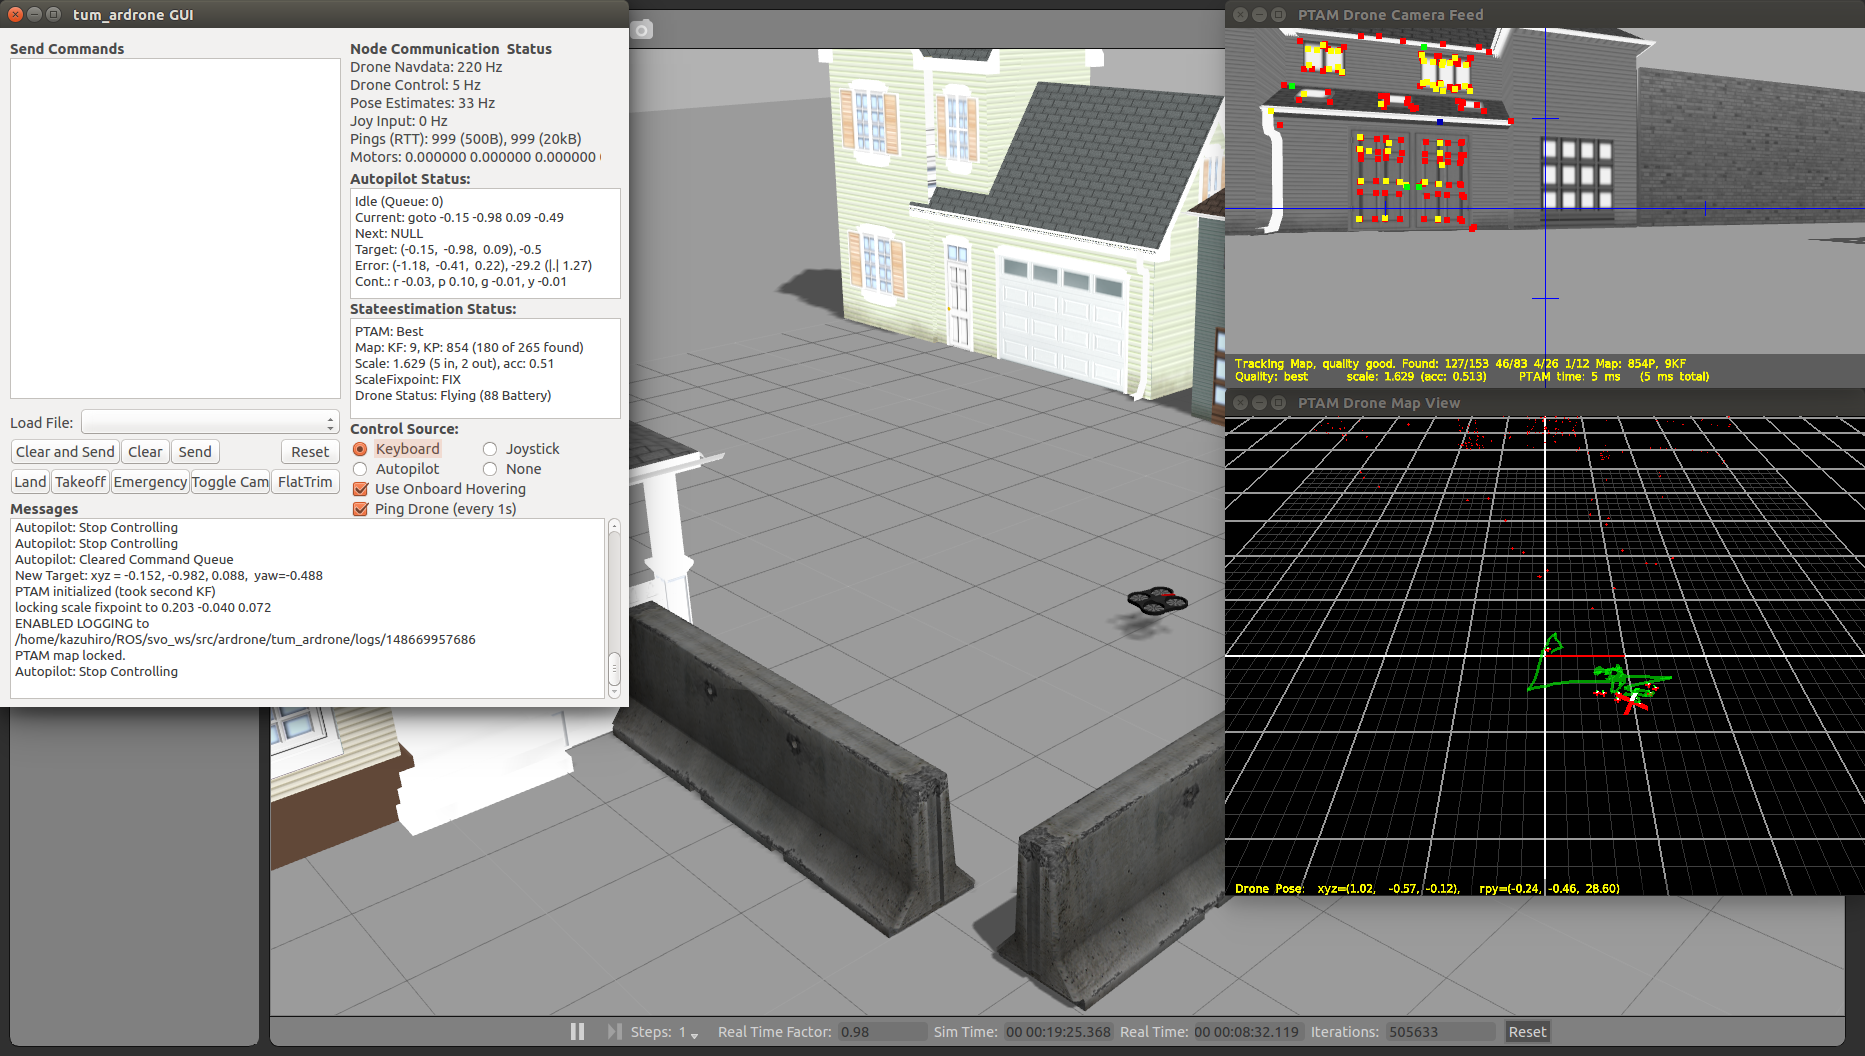 tum_ardrone GUI
Send Commands
Load File:
Clear and Send Clear Send Reset
Land Takeoff Emergency Toggle Cam FlatTrim
Node Communication Status
Drone Navdata: 220 Hz
Drone Control: 5 Hz
Pose Estimates: 33 Hz
Joy Input: 0 Hz
Pings (RTT): 999 (500B), 999 (20kB)
Motors: 0.000000 0.000000 0.000000
Autopilot Status:
Idle (Queue: 0)
Current: goto -0.15 -0.98 0.09 -0.49
Next: NULL
Target: (-0.15, -0.98, 0.09), -0.5
Error: (-1.18, -0.41, 0.22), -29.2 (|.| 1.27)
Cont.: r -0.03, p 0.10, g -0.01, y -0.01
Stateestimation Status:
PTAM: Best
Map: KF: 9, KP: 854 (180 of 265 found)
Scale: 1.629 (5 in, 2 out), acc: 0.51
ScaleFixpoint: FIX
Drone Status: Flying (88 Battery)
Control Source:
Keyboard Joystick
Autopilot None
Use Onboard Hovering
Ping Drone (every 1s)
Messages
Autopilot: Stop Controlling
Autopilot: Stop Controlling
Autopilot: Cleared Command Queue
New Target: xyz = -0.152, -0.982, 0.088, yaw=-0.488
PTAM initialized (took second KF)
locking scale fixpoint to 0.203 -0.040 0.072
ENABLED LOGGING to
/home/kazuhiro/ROS/svo_ws/src/ardrone/tum_ardrone/logs/148669957686
PTAM map locked.
Autopilot: Stop Controlling
PTAM Drone Camera Feed
Tracking Map, quality good. Found: 127/153 46/83 4/26 1/12 Map: 854P, 9KF
Quality: best scale: 1.629 (acc: 0.513) PTAM time: 5 ms (5 ms total)
PTAM Drone Map View
Drone Pose: xyz=(1.02, -0.57, -0.12), rpy=(-0.24, -0.46, 28.60)
Steps: 1 Real Time Factor: 0.98 Sim Time: 00 00:19:25.368 Real Time: 00 00:08:32.119 Iterations: 505633 Reset